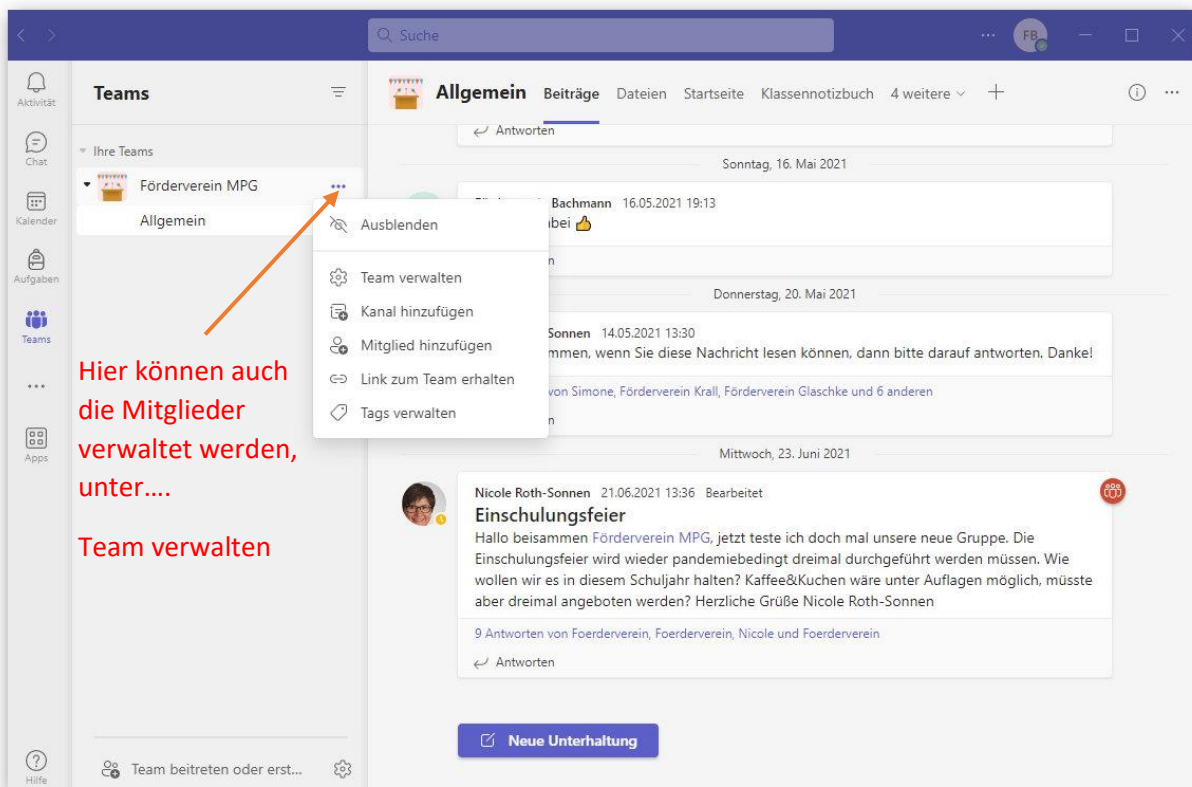 Suche
FB
Aktivität
Chat
Kalender
Aufgaben
Teams
Apps
Hilfe
Teams
Ihre Teams
Förderverein MPG
Allgemein
Ausblenden
Team verwalten
Kanal hinzufügen
Mitglied hinzufügen
Link zum Team erhalten
Tags verwalten
Hier können auch
die Mitglieder
verwaltet werden,
unter....
Team verwalten
Team beitreten oder erst...
Allgemein Beiträge Dateien Startseite Klassennotizbuch 4 weitere
Antworten
Sonntag, 16. Mai 2021
Bachmann 16.05.2021 19:13
bei 👍
n
Donnerstag, 20. Mai 2021
Sonnen 14.05.2021 13:30
mmen, wenn Sie diese Nachricht lesen können, dann bitte darauf antworten. Danke!
von Simone, Förderverein Krall, Förderverein Glaschke und 6 anderen
n
Mittwoch, 23. Juni 2021
Nicole Roth-Sonnen 21.06.2021 13:36 Bearbeitet
Einschulungsfeier
Hallo beisammen Förderverein MPG, jetzt teste ich doch mal unsere neue Gruppe. Die
Einschulungsfeier wird wieder pandemiebedingt dreimal durchgeführt werden müssen. Wie
wollen wir es in diesem Schuljahr halten? Kaffee&Kuchen wäre unter Auflagen möglich, müsste
aber dreimal angeboten werden? Herzliche Grüße Nicole Roth-Sonnen
9 Antworten von Foerderverein, Foerderverein, Nicole und Foerderverein
Antworten
Neue Unterhaltung